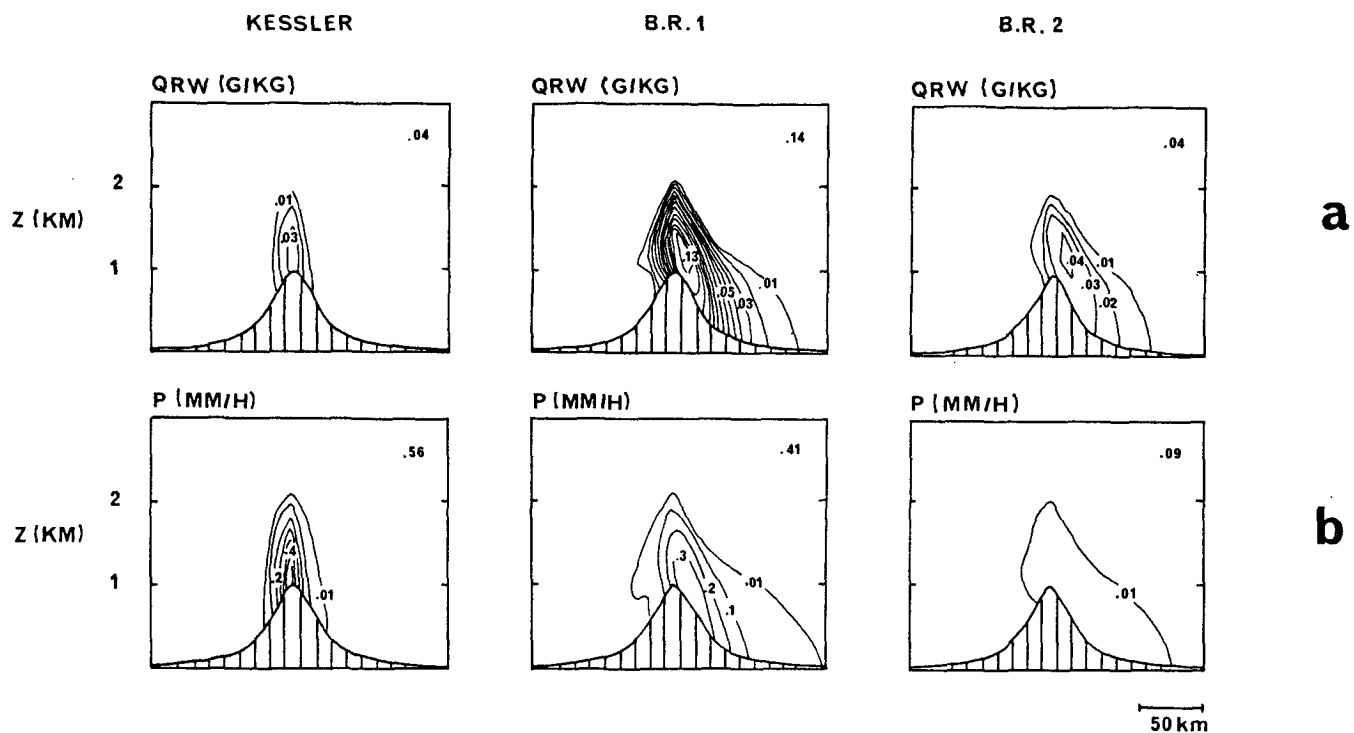 KESSLER
B.R. 1
B.R. 2
QRW (G/KG)
QRW (G/KG)
QRW (G/KG)
.04
.14
.04
2
Z (KM)
1
.01
.03
.13
.05
.03
.01
.04
.01
.03
.02
a
P (MM/H)
P (MM/H)
P (MM/H)
.56
.41
.09
2
Z (KM)
1
.4
.2
.01
.3
.2
.1
.01
.01
b
50 km